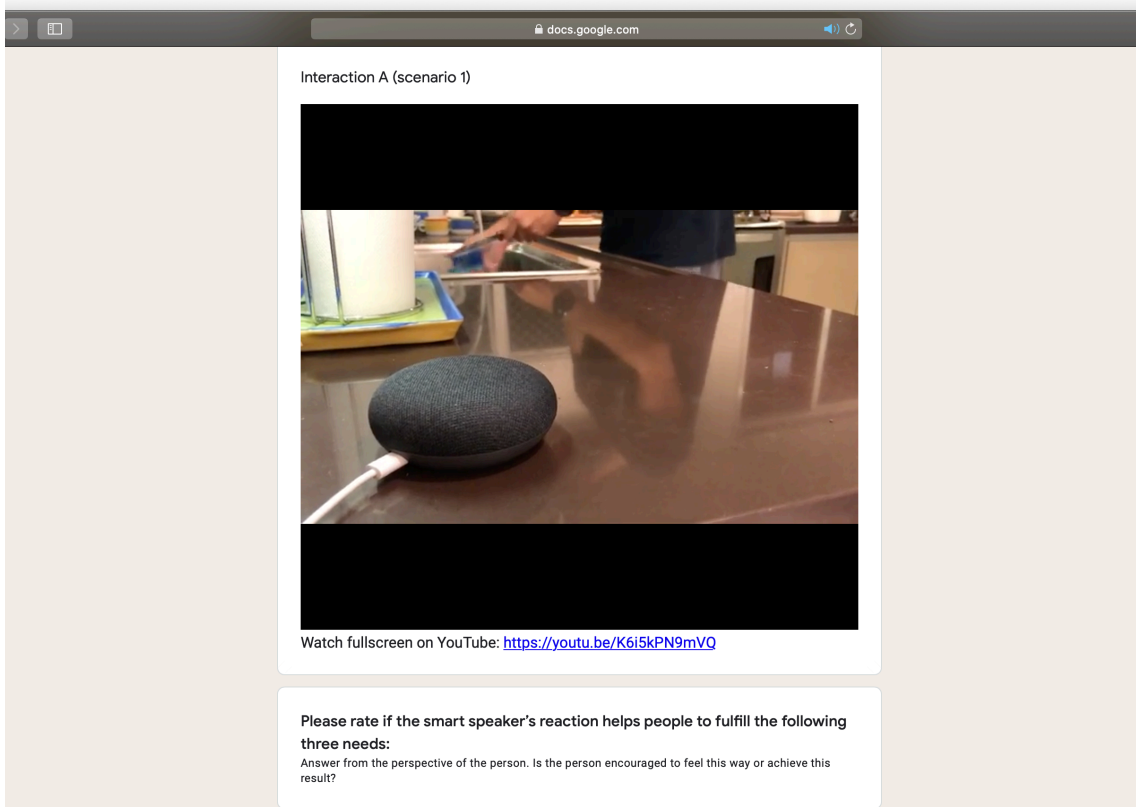 docs.google.com
Interaction A (scenario 1)
Watch fullscreen on YouTube: https://youtu.be/K6i5kPN9mVQ
Please rate if the smart speaker's reaction helps people to fulfill the following
three needs:
Answer from the perspective of the person. Is the person encouraged to feel this way or achieve this
result?